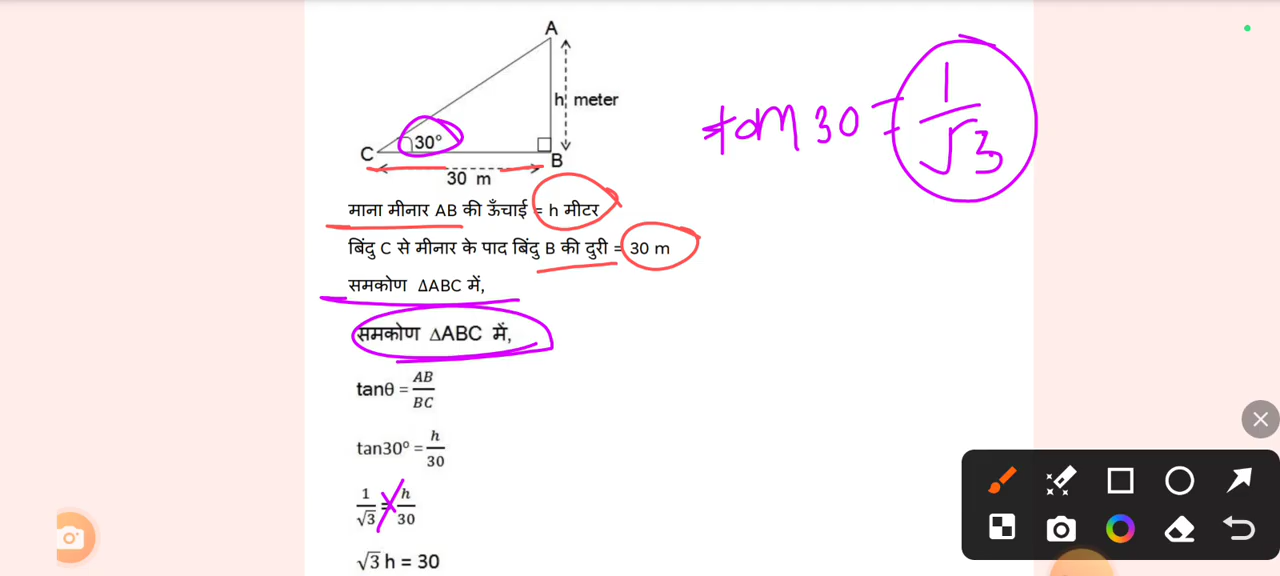 A
h meter
30°
C
B
30 m
tan 30 = 1/√3
माना मीनार AB की ऊँचाई = h मीटर
बिंदु C से मीनार के पाद बिंदु B की दुरी = 30 m
समकोण ΔABC में,
समकोण ΔABC में,
tanθ = AB/BC
tan30° = h/30
1/√3 = h/30
√3 h = 30